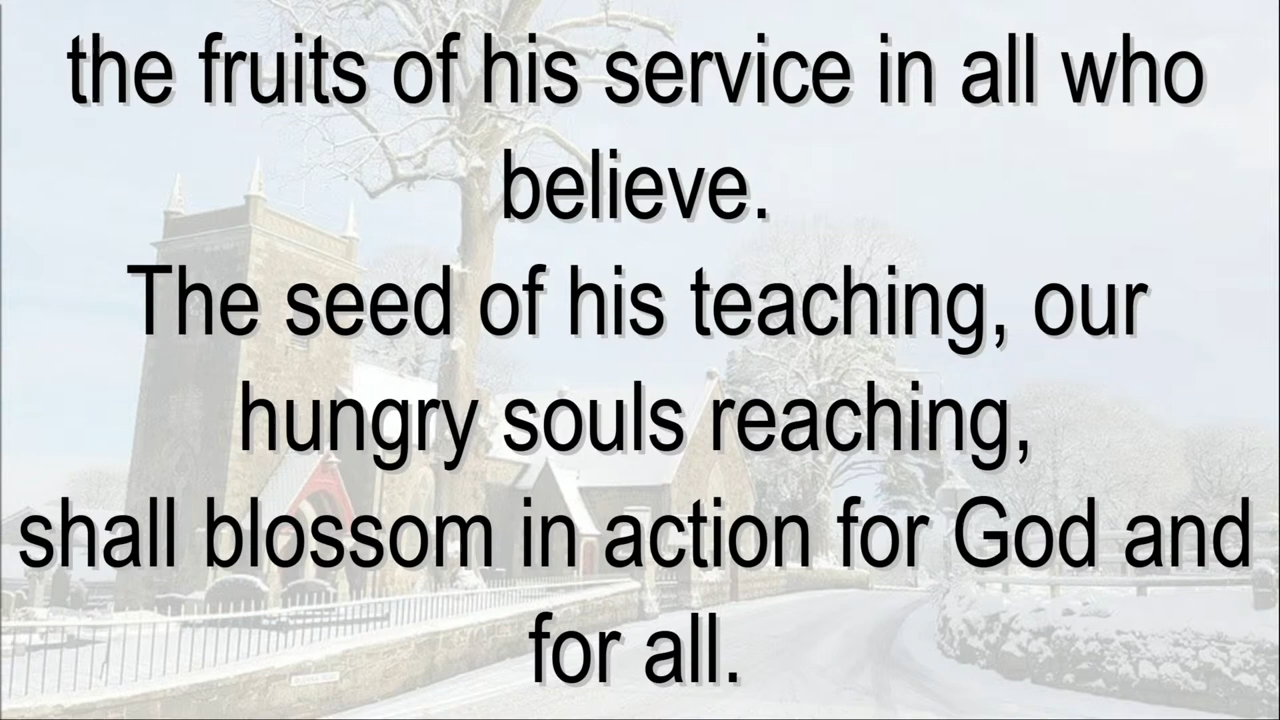 the fruits of his service in all who
believe.
The seed of his teaching, our
hungry souls reaching,
shall blossom in action for God and
for all.